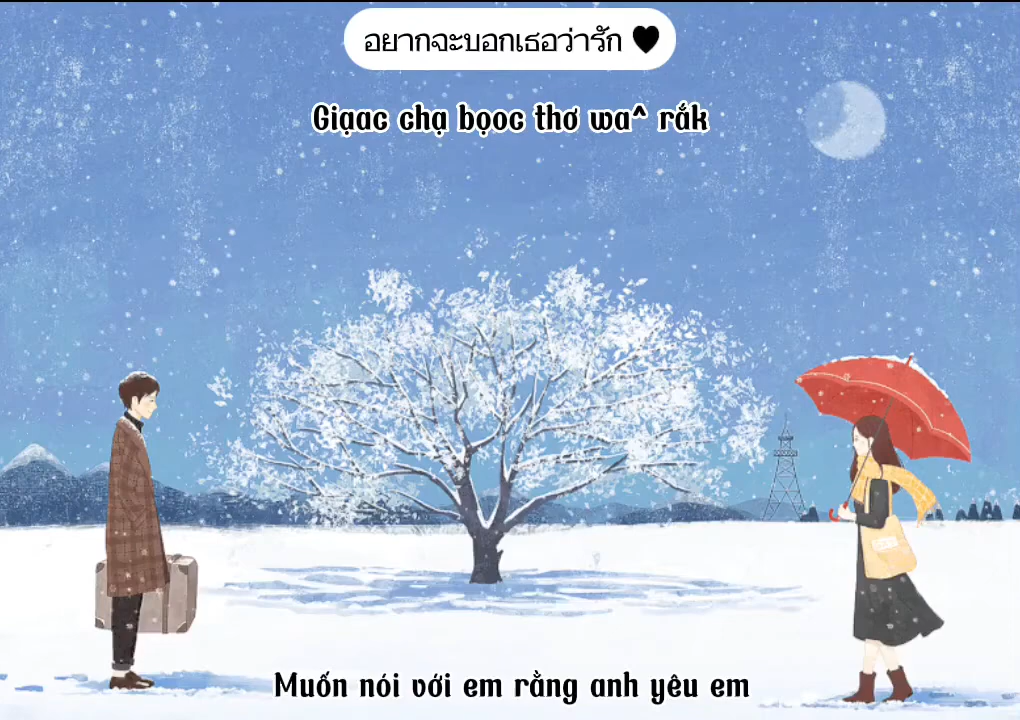 อยากจะบอกเธอว่ารัก 🖤
Giạac chạ bọoc thơ wa^ rắk
Muốn nói với em rằng anh yêu em